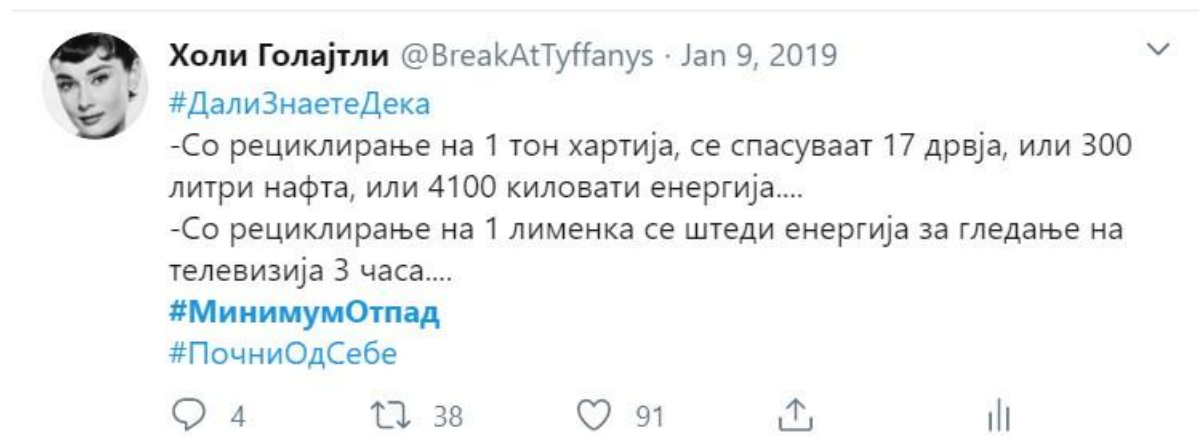 Холи Голајтли @BreakAtTyffanys · Jan 9, 2019
#ДалиЗнаетеДека
-Со рециклирање на 1 тон хартија, се спасуваат 17 дрвја, или 300
литри нафта, или 4100 киловати енергија....
-Со рециклирање на 1 лименка се штеди енергија за гледање на
телевизија 3 часа....
#МинимумОтпад
#ПочниОдСебе
4 38 91